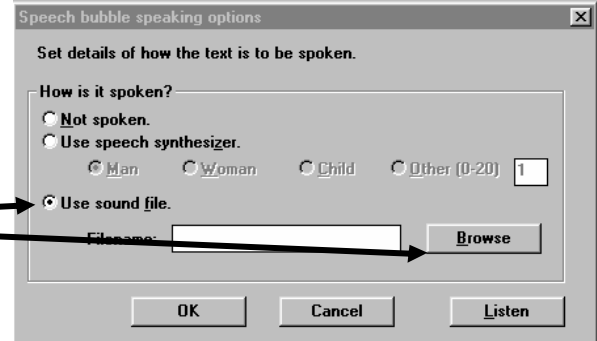 Speech bubble speaking options
Set details of how the text is to be spoken.
How is it spoken?
Not spoken.
Use speech synthesizer.
Man Woman Child Other (0-20) 1
Use sound file.
Filename: Browse
OK Cancel Listen